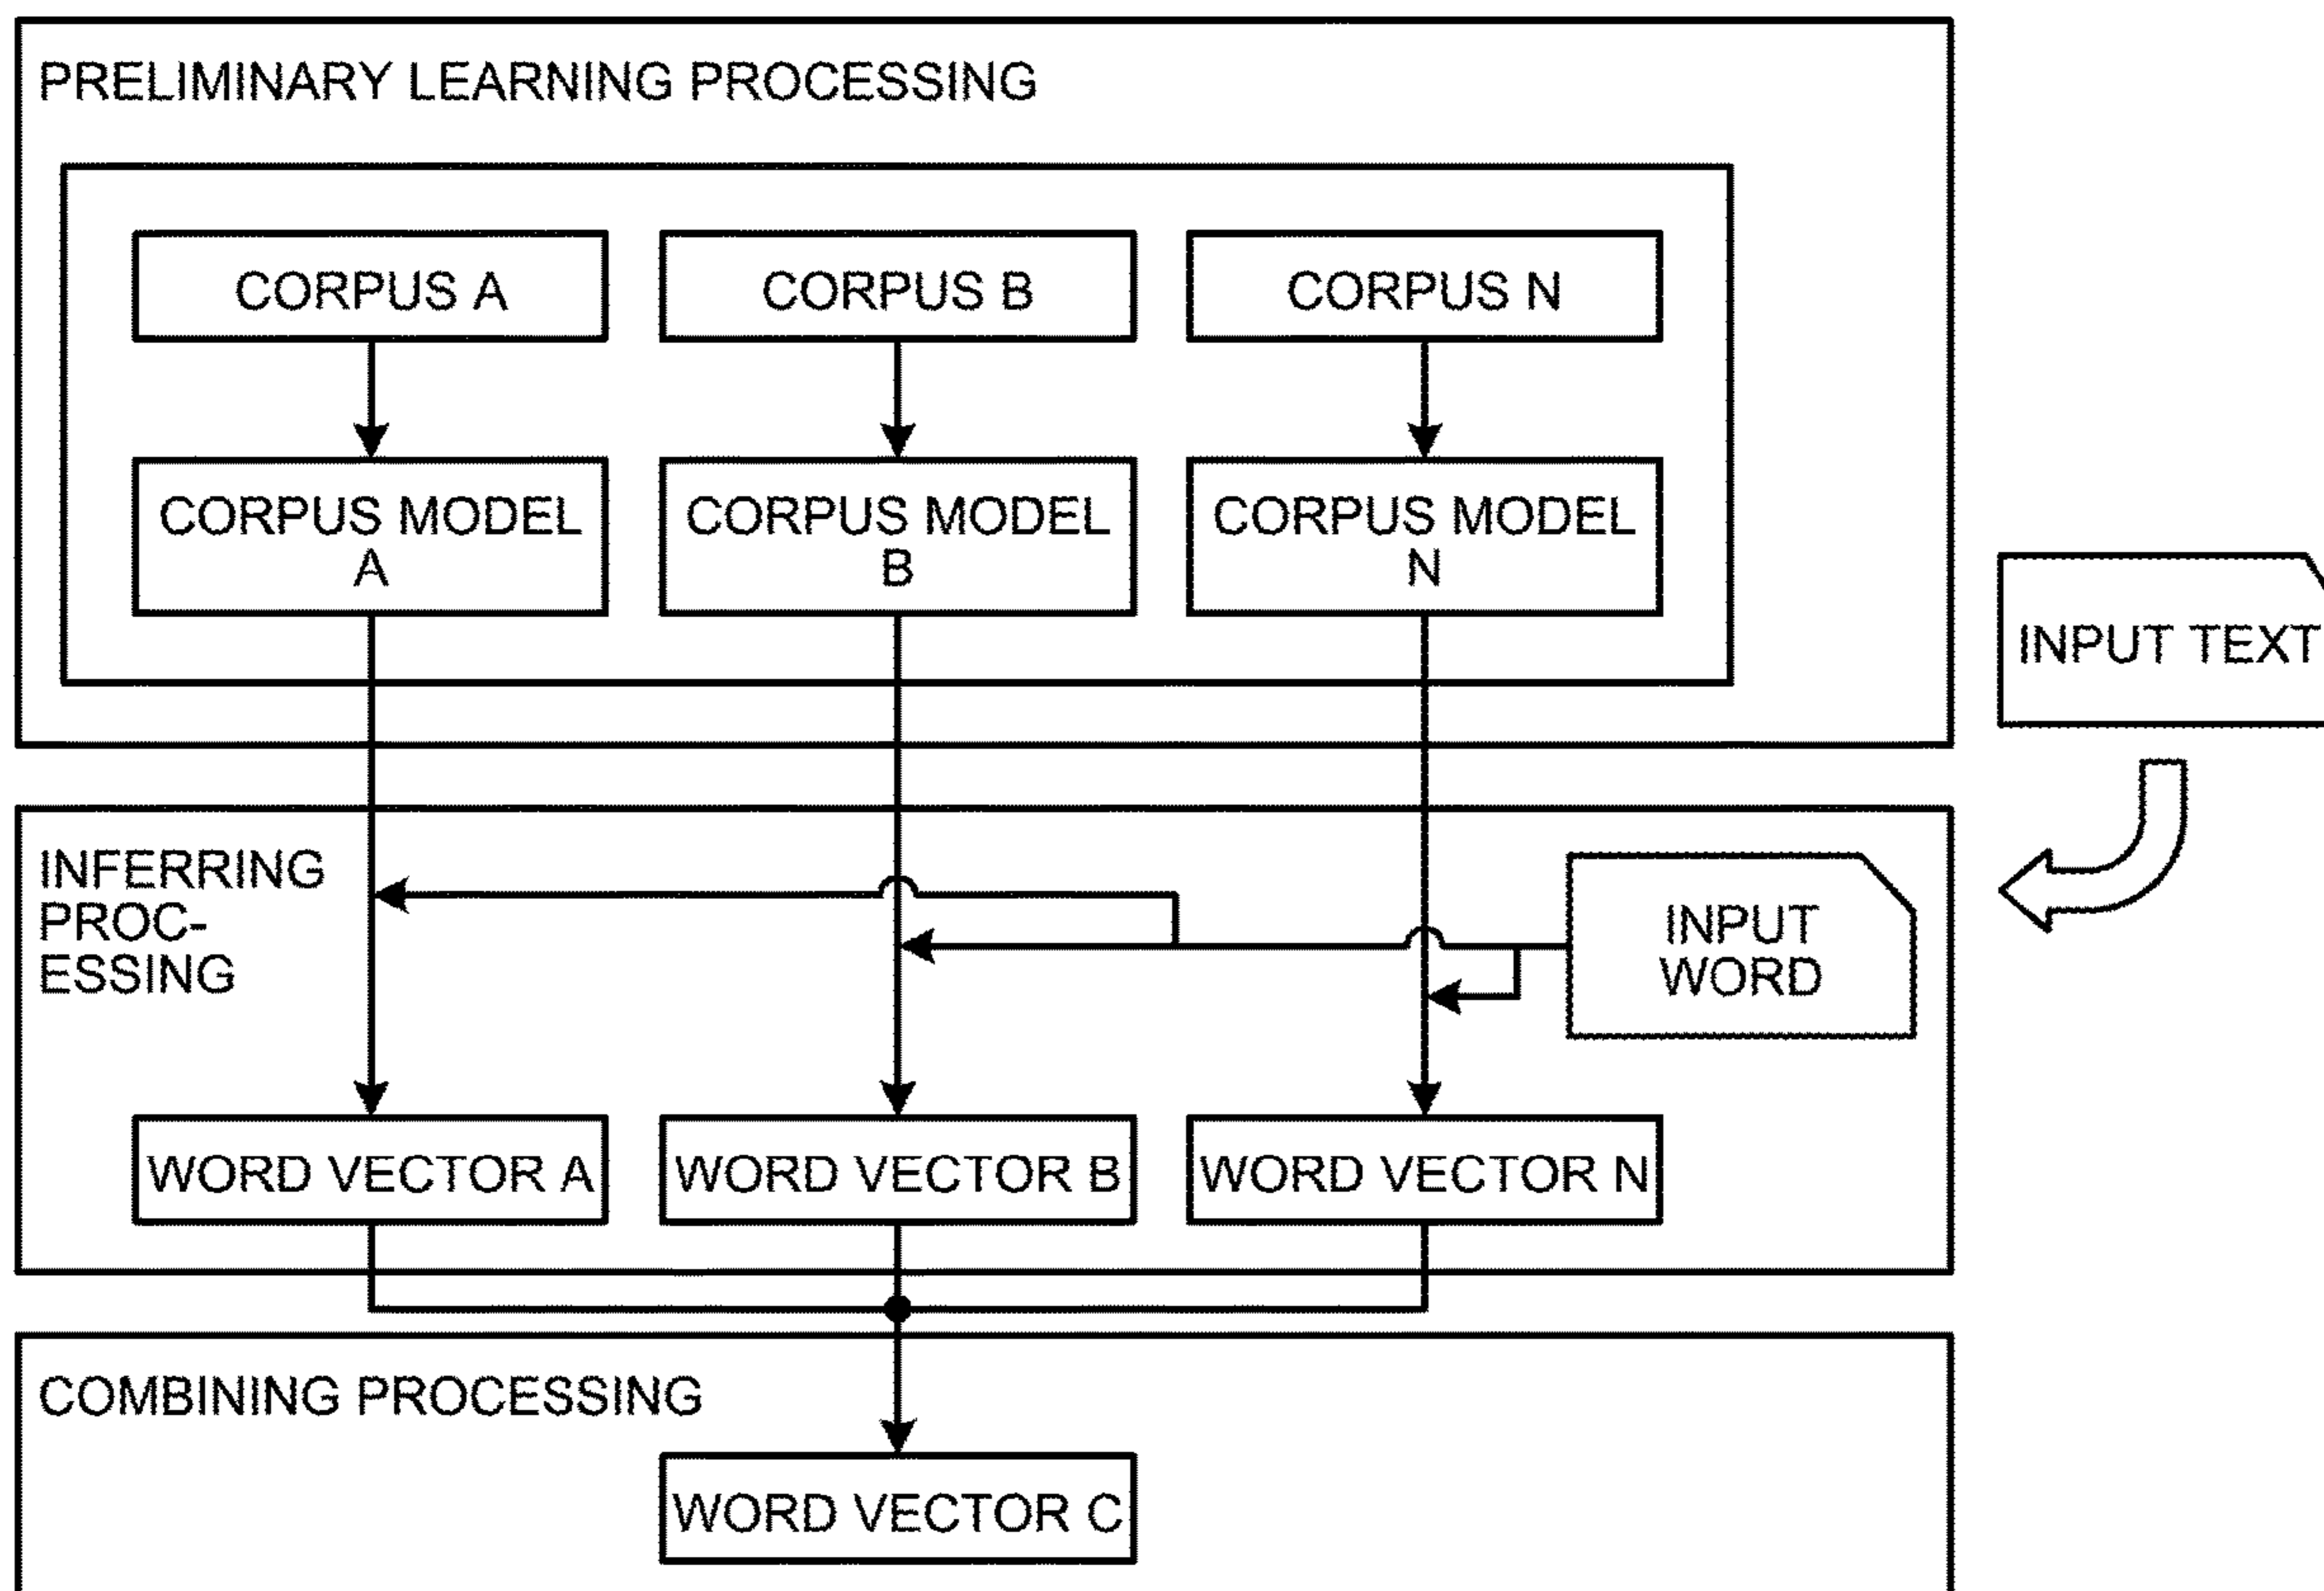 PRELIMINARY LEARNING PROCESSING
CORPUS A
CORPUS B
CORPUS N
CORPUS MODEL
A
CORPUS MODEL
B
CORPUS MODEL
N
INPUT TEXT
INFERRING
PROC-
ESSING
INPUT
WORD
WORD VECTOR A
WORD VECTOR B
WORD VECTOR N
COMBINING PROCESSING
WORD VECTOR C